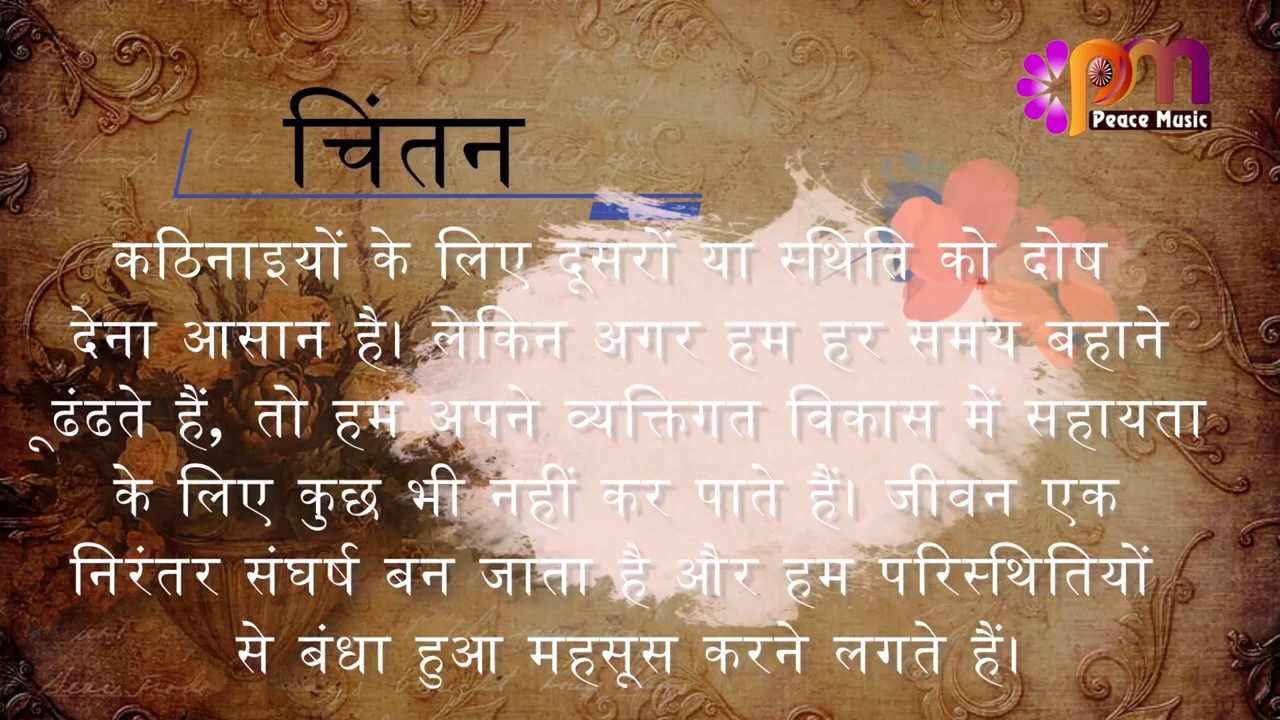 pm
Peace Music
चिंतन
कठिनाइयों के लिए दूसरों या स्थिति को दोष
देना आसान है। लेकिन अगर हम हर समय बहाने
ढूंढते हैं, तो हम अपने व्यक्तिगत विकास में सहायता
के लिए कुछ भी नहीं कर पाते हैं। जीवन एक
निरंतर संघर्ष बन जाता है और हम परिस्थितियों
से बंधा हुआ महसूस करने लगते हैं।